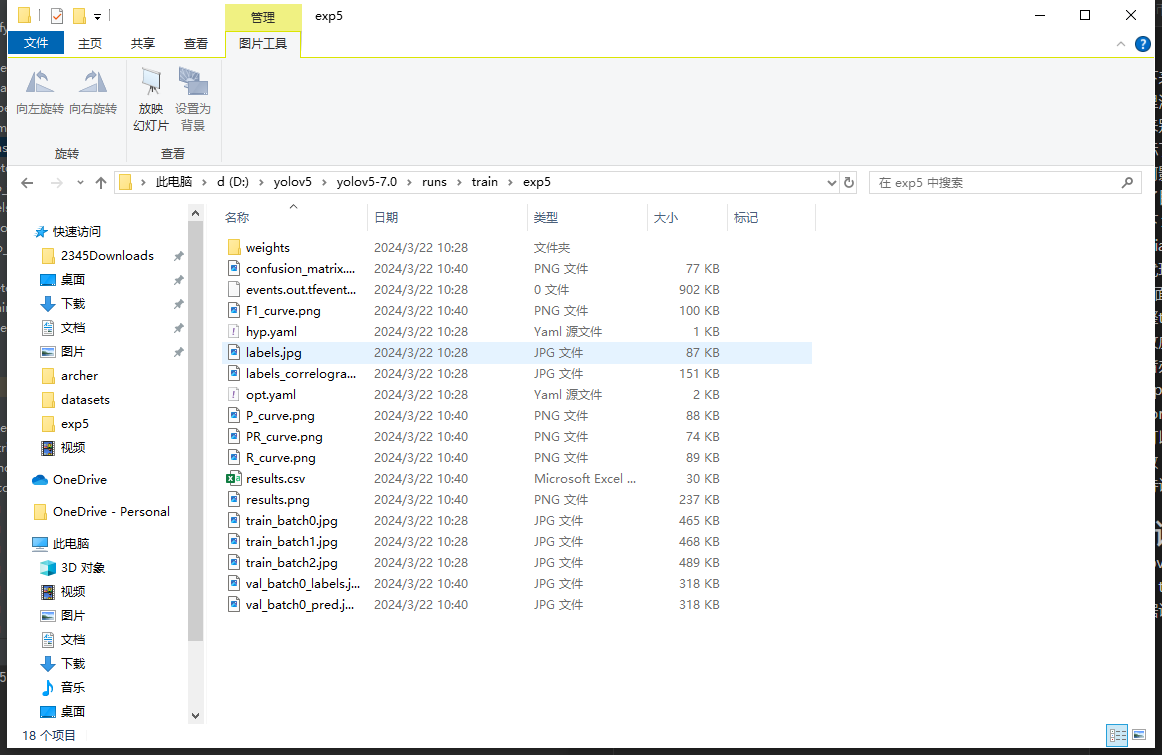 管理
exp5
文件
主页
共享
查看
图片工具
向左旋转
向右旋转
放映
幻灯片
设置为
背景
旋转
查看
此电脑 > d (D:) > yolov5 > yolov5-7.0 > runs > train > exp5
在 exp5 中搜索
快速访问
2345Downloads
桌面
下载
文档
图片
archer
datasets
exp5
视频
OneDrive
OneDrive - Personal
此电脑
3D 对象
视频
图片
文档
下载
音乐
桌面
名称 日期 类型 大小 标记
weights 2024/3/22 10:28 文件夹
confusion_matrix.... 2024/3/22 10:40 PNG 文件 77 KB
events.out.tfevent... 2024/3/22 10:28 0 文件 902 KB
F1_curve.png 2024/3/22 10:40 PNG 文件 100 KB
hyp.yaml 2024/3/22 10:28 Yaml 源文件 1 KB
labels.jpg 2024/3/22 10:28 JPG 文件 87 KB
labels_correlogra... 2024/3/22 10:28 JPG 文件 151 KB
opt.yaml 2024/3/22 10:28 Yaml 源文件 2 KB
P_curve.png 2024/3/22 10:40 PNG 文件 88 KB
PR_curve.png 2024/3/22 10:40 PNG 文件 74 KB
R_curve.png 2024/3/22 10:40 PNG 文件 89 KB
results.csv 2024/3/22 10:40 Microsoft Excel ... 30 KB
results.png 2024/3/22 10:40 PNG 文件 237 KB
train_batch0.jpg 2024/3/22 10:28 JPG 文件 465 KB
train_batch1.jpg 2024/3/22 10:28 JPG 文件 468 KB
train_batch2.jpg 2024/3/22 10:28 JPG 文件 489 KB
val_batch0_labels.j... 2024/3/22 10:40 JPG 文件 318 KB
val_batch0_pred.j... 2024/3/22 10:40 JPG 文件 318 KB
18 个项目